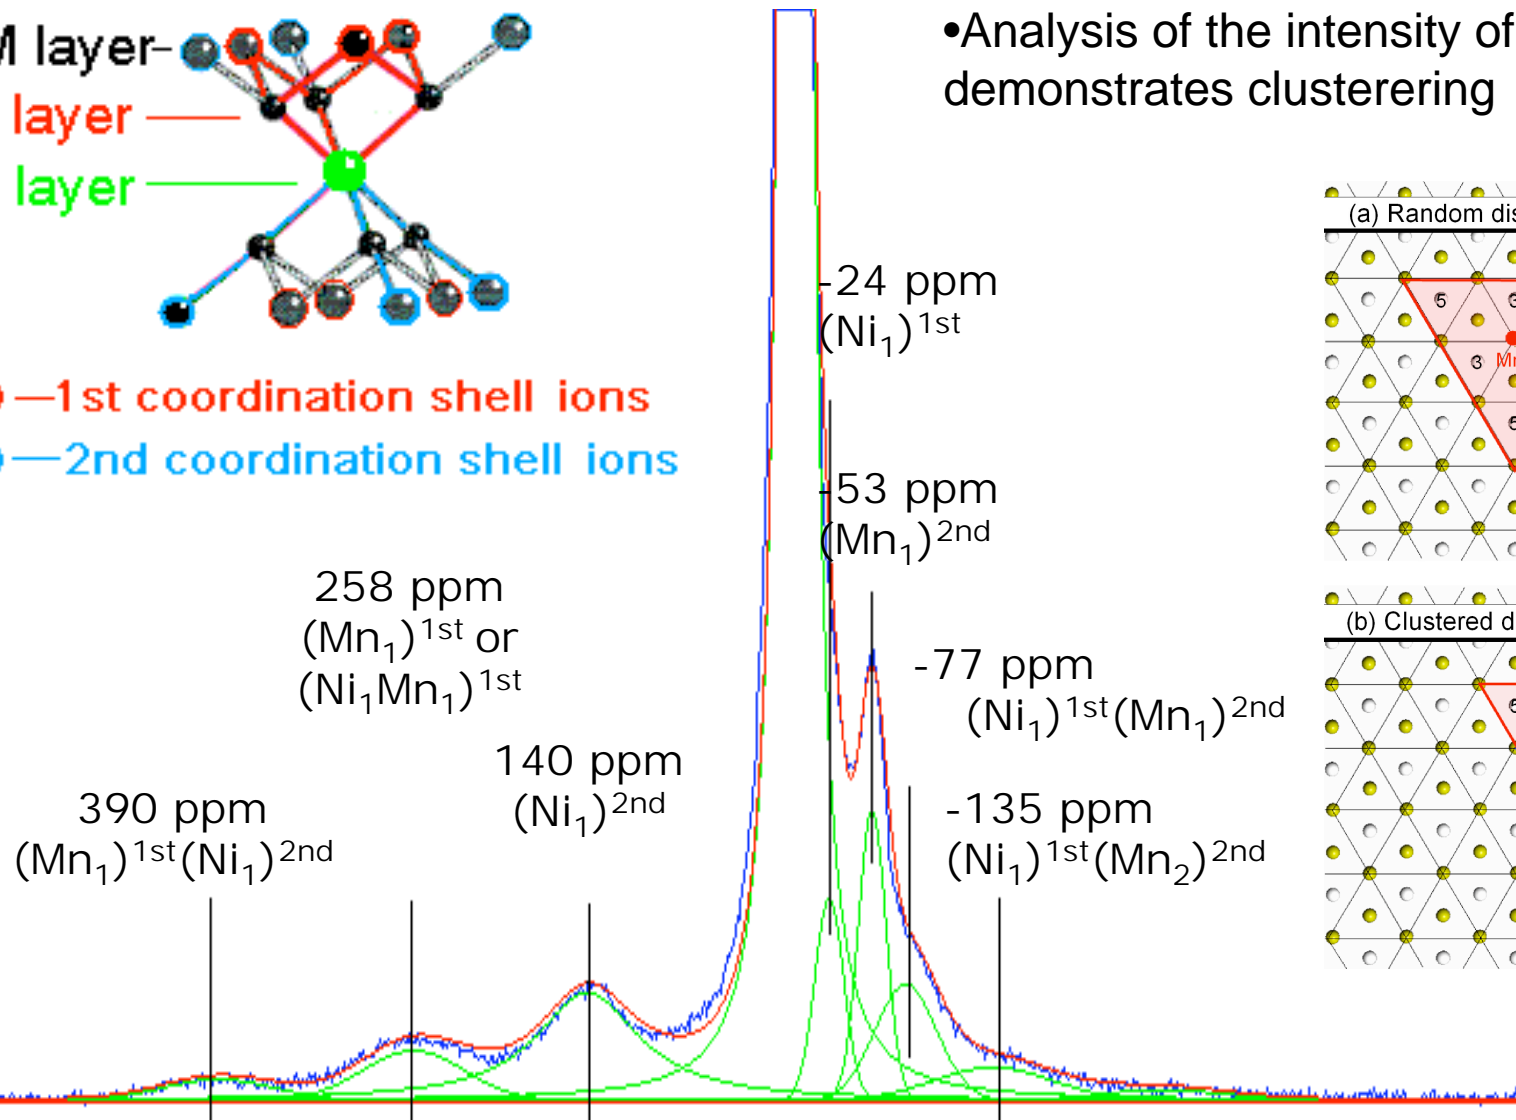 •Analysis of the intensity of
demonstrates clusterering
M layer
layer
layer
—1st coordination shell ions
—2nd coordination shell ions
-24 ppm
(Ni₁)¹ˢᵗ
-53 ppm
(Mn₁)²ⁿᵈ
258 ppm
(Mn₁)¹ˢᵗ or
(Ni₁Mn₁)¹ˢᵗ
-77 ppm
(Ni₁)¹ˢᵗ(Mn₁)²ⁿᵈ
140 ppm
(Ni₁)²ⁿᵈ
390 ppm
(Mn₁)¹ˢᵗ(Ni₁)²ⁿᵈ
-135 ppm
(Ni₁)¹ˢᵗ(Mn₂)²ⁿᵈ
(a) Random dis
5
3
5
(b) Clustered d